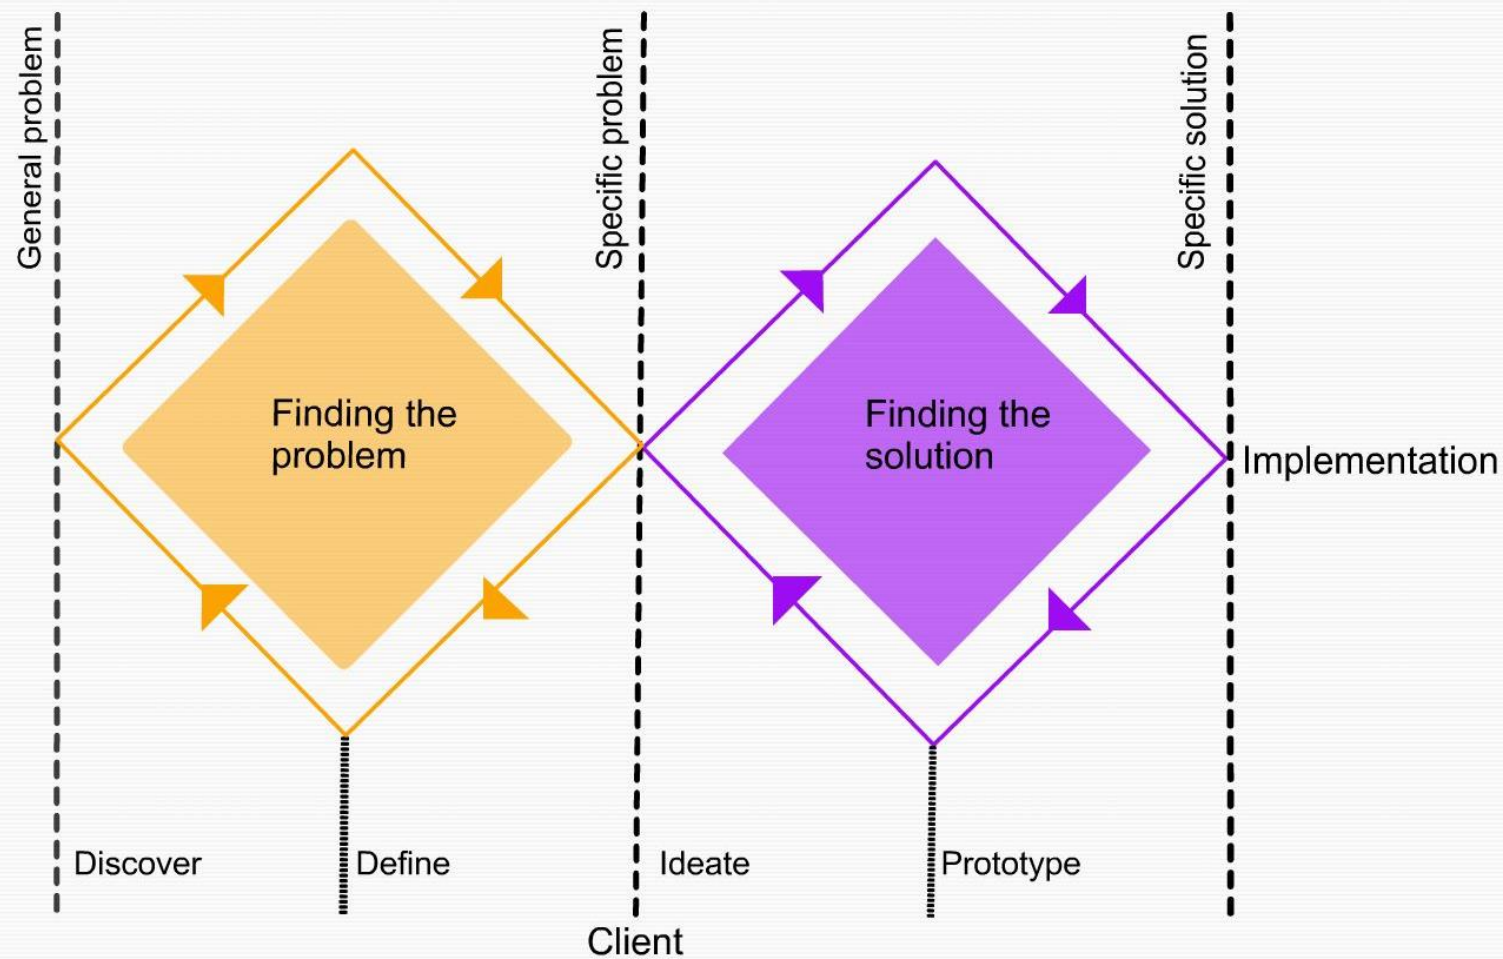 General problem
Specific problem
Specific solution
Finding the
problem
Finding the
solution
Implementation
Discover
Define
Ideate
Prototype
Client